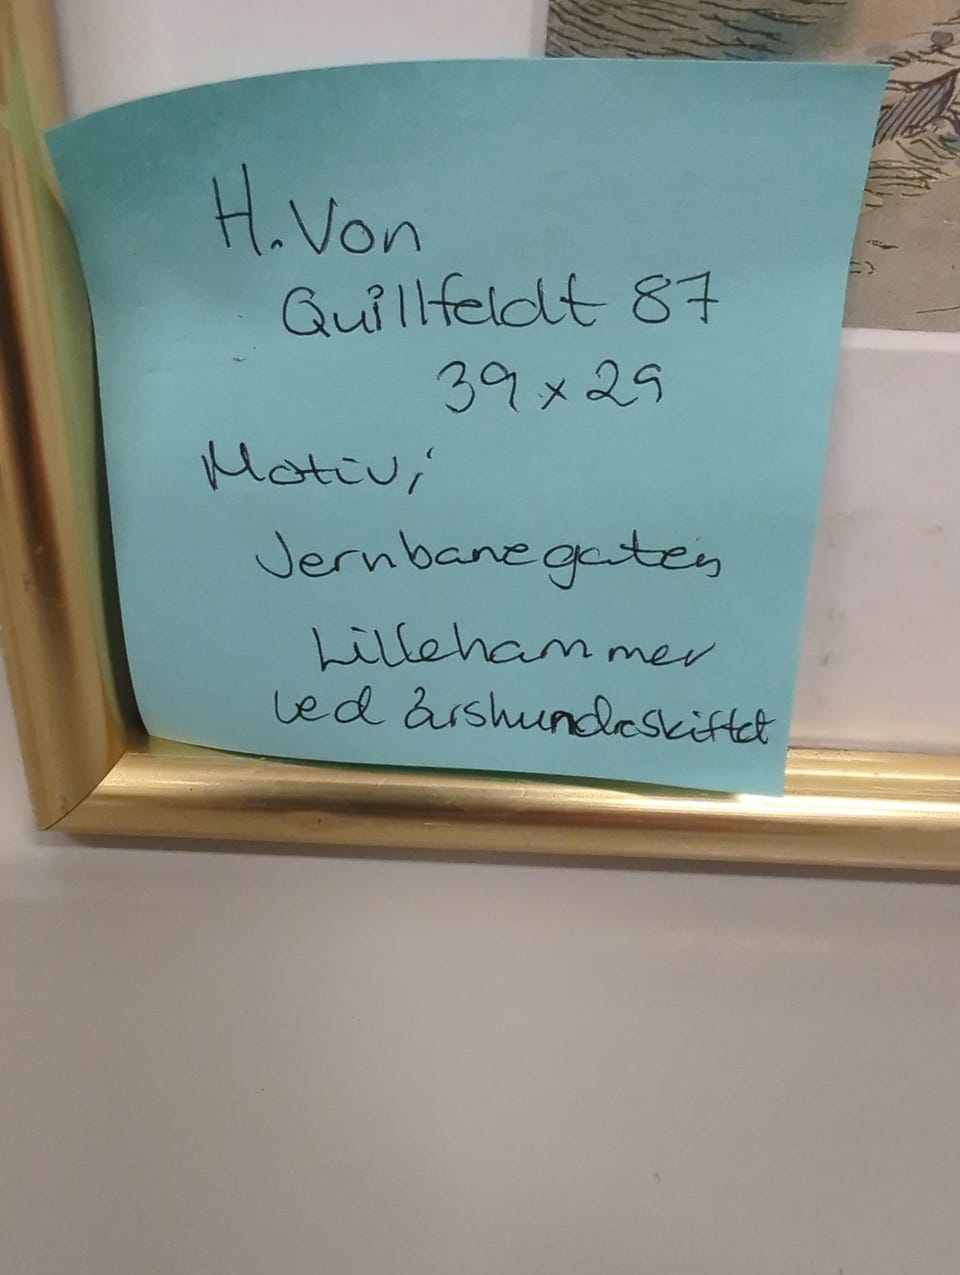 H. Von
Quillfeldt 87
39 x 29
Motiv;
Jernbanegaten
Lillehammer
ved århundreskiftet